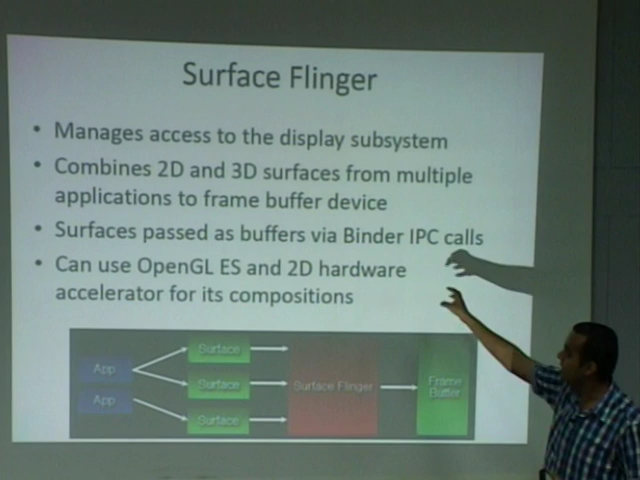 Surface Flinger
• Manages access to the display subsystem
• Combines 2D and 3D surfaces from multiple
applications to frame buffer device
• Surfaces passed as buffers via Binder IPC calls
• Can use OpenGL ES and 2D hardware
accelerator for its compositions
Surface
App
Surface
Surface Flinger
Frame
Buffer
App
Surface